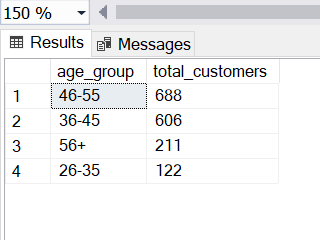 150 %
Results Messages
age_group total_customers
1 46-55 688
2 36-45 606
3 56+ 211
4 26-35 122